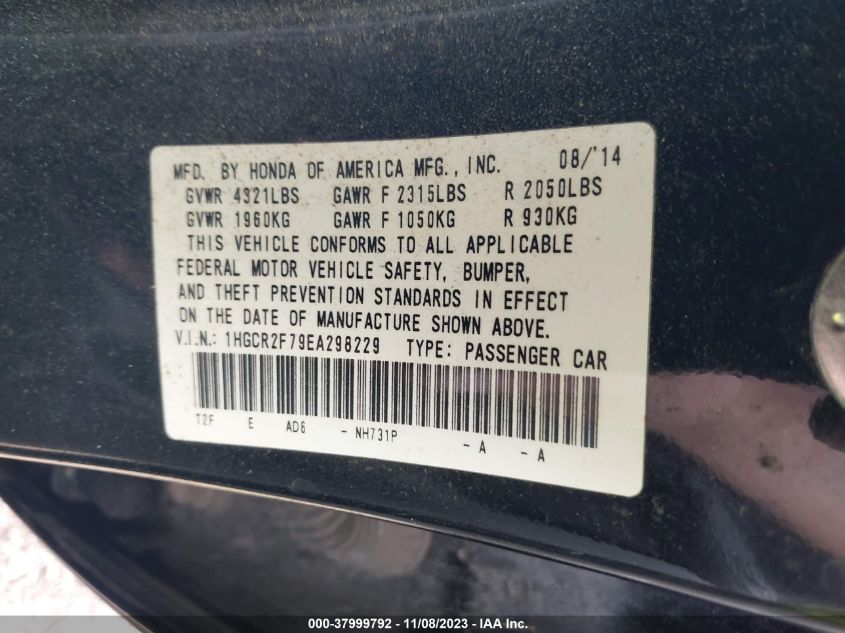 MFD. BY HONDA OF AMERICA MFG., INC. 08/'14
GVWR 4321LBS GAWR F 2315LBS R 2050LBS
GVWR 1960KG GAWR F 1050KG R 930KG
THIS VEHICLE CONFORMS TO ALL APPLICABLE
FEDERAL MOTOR VEHICLE SAFETY, BUMPER,
AND THEFT PREVENTION STANDARDS IN EFFECT
ON THE DATE OF MANUFACTURE SHOWN ABOVE.
V.I.N.: 1HGCR2F79EA298229 TYPE: PASSENGER CAR
T2F E AD6 - NH731P - A - A
000-37999792 - 11/08/2023 - IAA Inc.